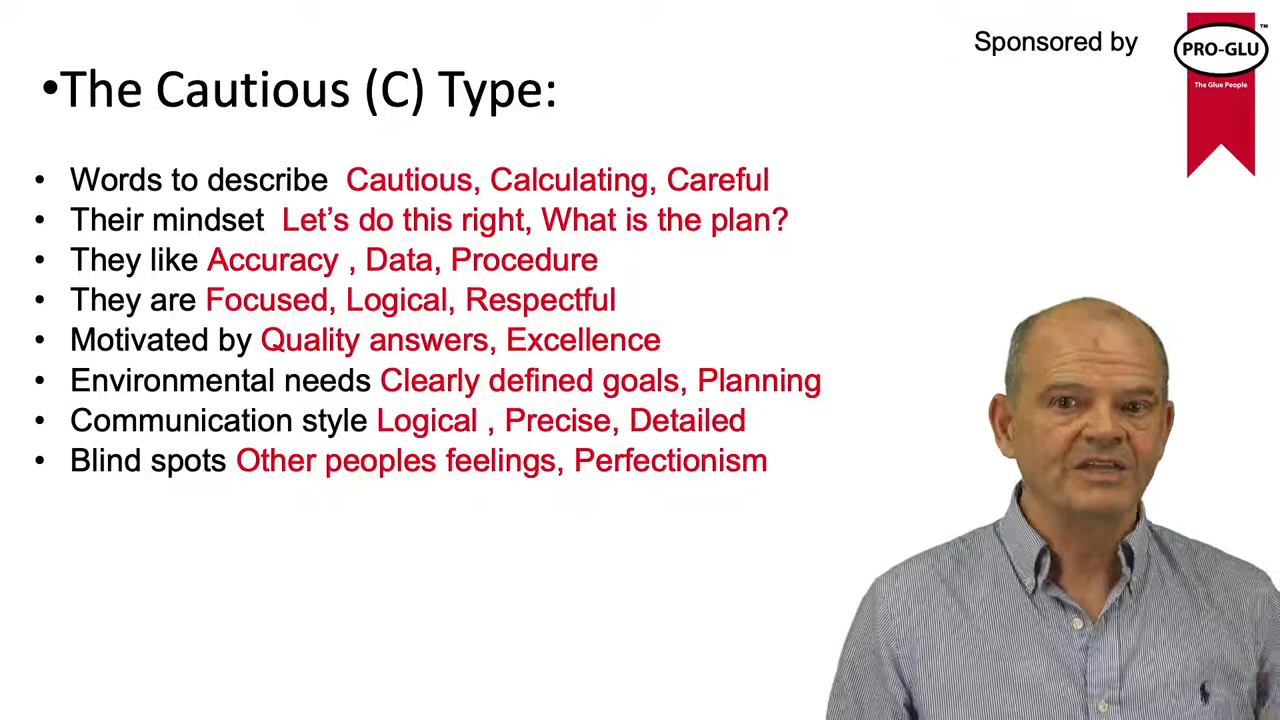 Sponsored by
PRO-GLU
™
The Glue People
•The Cautious (C) Type:
• Words to describe Cautious, Calculating, Careful
• Their mindset Let’s do this right, What is the plan?
• They like Accuracy , Data, Procedure
• They are Focused, Logical, Respectful
• Motivated by Quality answers, Excellence
• Environmental needs Clearly defined goals, Planning
• Communication style Logical , Precise, Detailed
• Blind spots Other peoples feelings, Perfectionism